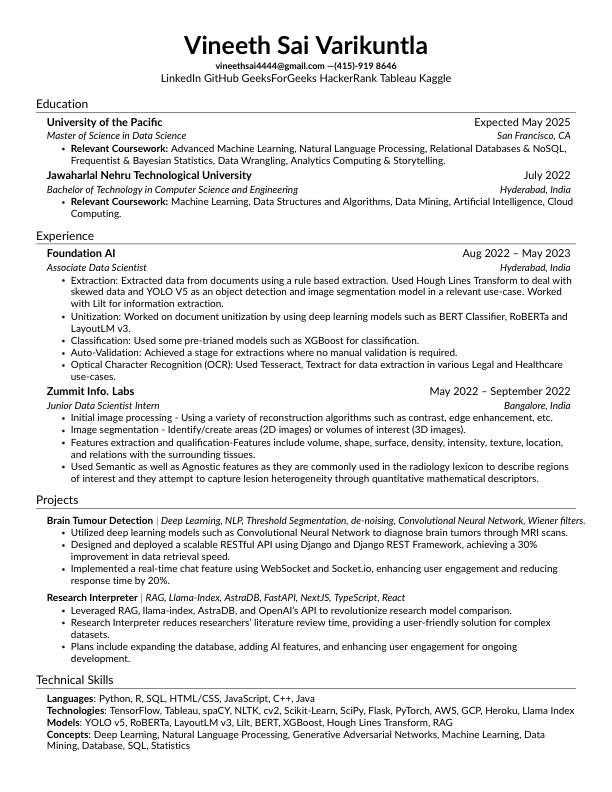 Vineeth Sai Varikuntla
vineethsai4444@gmail.com —(415)-919 8646
LinkedIn GitHub GeeksForGeeks HackerRank Tableau Kaggle
Education
University of the Pacific Expected May 2025
Master of Science in Data Science San Francisco, CA
• Relevant Coursework: Advanced Machine Learning, Natural Language Processing, Relational Databases & NoSQL,
Frequentist & Bayesian Statistics, Data Wrangling, Analytics Computing & Storytelling.
Jawaharlal Nehru Technological University July 2022
Bachelor of Technology in Computer Science and Engineering Hyderabad, India
• Relevant Coursework: Machine Learning, Data Structures and Algorithms, Data Mining, Artificial Intelligence, Cloud
Computing.
Experience
Foundation AI Aug 2022 – May 2023
Associate Data Scientist Hyderabad, India
• Extraction: Extracted data from documents using a rule based extraction. Used Hough Lines Transform to deal with
skewed data and YOLO V5 as an object detection and image segmentation model in a relevant use-case. Worked
with Lilt for information extraction.
• Unitization: Worked on document unitization by using deep learning models such as BERT Classifier, RoBERTa and
LayoutLM v3.
• Classification: Used some pre-trianed models such as XGBoost for classification.
• Auto-Validation: Achieved a stage for extractions where no manual validation is required.
• Optical Character Recognition (OCR): Used Tesseract, Textract for data extraction in various Legal and Healthcare
use-cases.
Zummit Info. Labs May 2022 – September 2022
Junior Data Scientist Intern Bangalore, India
• Initial image processing - Using a variety of reconstruction algorithms such as contrast, edge enhancement, etc.
• Image segmentation - Identify/create areas (2D images) or volumes of interest (3D images).
• Features extraction and qualification-Features include volume, shape, surface, density, intensity, texture, location,
and relations with the surrounding tissues.
• Used Semantic as well as Agnostic features as they are commonly used in the radiology lexicon to describe regions
of interest and they attempt to capture lesion heterogeneity through quantitative mathematical descriptors.
Projects
Brain Tumour Detection | Deep Learning, NLP, Threshold Segmentation, de-noising, Convolutional Neural Network, Wiener filters.
• Utilized deep learning models such as Convolutional Neural Network to diagnose brain tumors through MRI scans.
• Designed and deployed a scalable RESTful API using Django and Django REST Framework, achieving a 30%
improvement in data retrieval speed.
• Implemented a real-time chat feature using WebSocket and Socket.io, enhancing user engagement and reducing
response time by 20%.
Research Interpreter | RAG, Llama-Index, AstraDB, FastAPI, NextJS, TypeScript, React
• Leveraged RAG, llama-index, AstraDB, and OpenAI's API to revolutionize research model comparison.
• Research Interpreter reduces researchers' literature review time, providing a user-friendly solution for complex
datasets.
• Plans include expanding the database, adding AI features, and enhancing user engagement for ongoing
development.
Technical Skills
Languages: Python, R, SQL, HTML/CSS, JavaScript, C++, Java
Technologies: TensorFlow, Tableau, spaCY, NLTK, cv2, Scikit-Learn, SciPy, Flask, PyTorch, AWS, GCP, Heroku, Llama Index
Models: YOLO v5, RoBERTa, LayoutLM v3, Lilt, BERT, XGBoost, Hough Lines Transform, RAG
Concepts: Deep Learning, Natural Language Processing, Generative Adversarial Networks, Machine Learning, Data
Mining, Database, SQL, Statistics